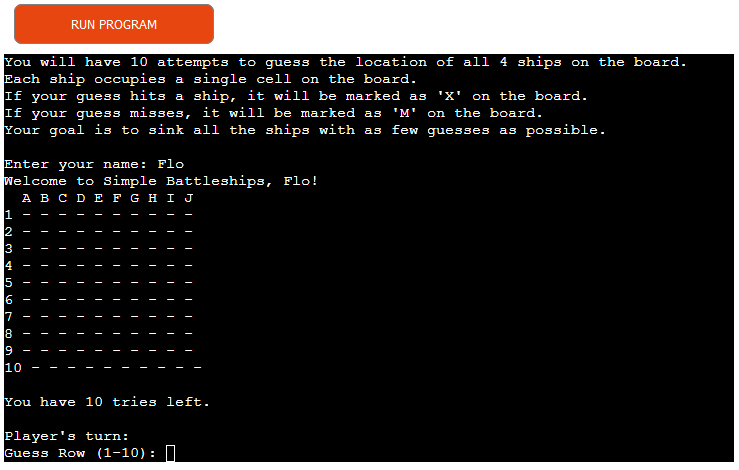 RUN PROGRAM
You will have 10 attempts to guess the location of all 4 ships on the board.
Each ship occupies a single cell on the board.
If your guess hits a ship, it will be marked as 'X' on the board.
If your guess misses, it will be marked as 'M' on the board.
Your goal is to sink all the ships with as few guesses as possible.
Enter your name: Flo
Welcome to Simple Battleships, Flo!
  A B C D E F G H I J
1 - - - - - - - - - -
2 - - - - - - - - - -
3 - - - - - - - - - -
4 - - - - - - - - - -
5 - - - - - - - - - -
6 - - - - - - - - - -
7 - - - - - - - - - -
8 - - - - - - - - - -
9 - - - - - - - - - -
10 - - - - - - - - - -
You have 10 tries left.
Player's turn:
Guess Row (1-10):